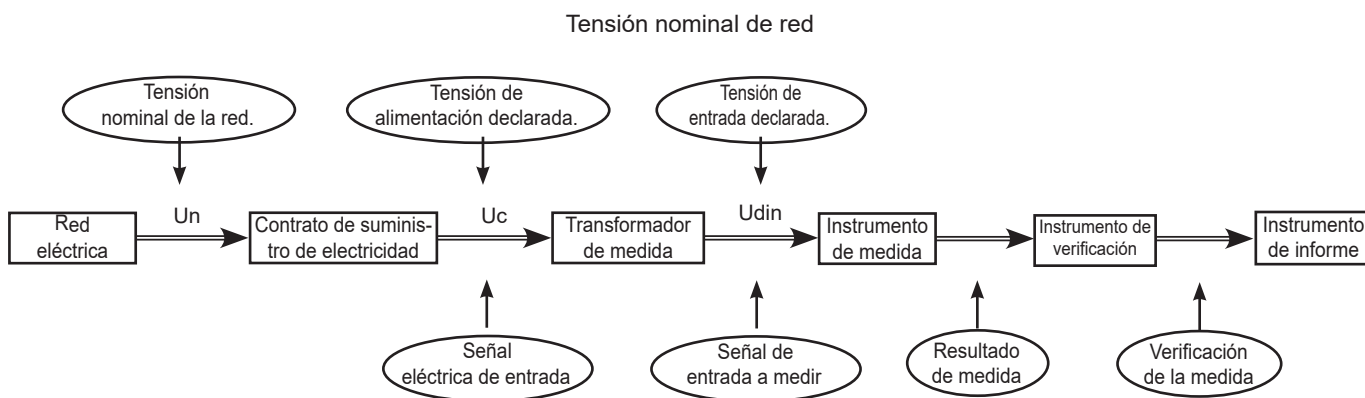 Tensión nominal de red
Tensión
nominal de la red.
Tensión de
alimentación declarada.
Tensión de
entrada declarada.
Red
eléctrica
Un
Contrato de suminis-
tro de electricidad
Uc
Transformador
de medida
Udin
Instrumento
de medida
Instrumento de
verificación
Instrumento
de informe
Señal
eléctrica de entrada
Señal de
entrada a medir
Resultado
de medida
Verificación
de la medida